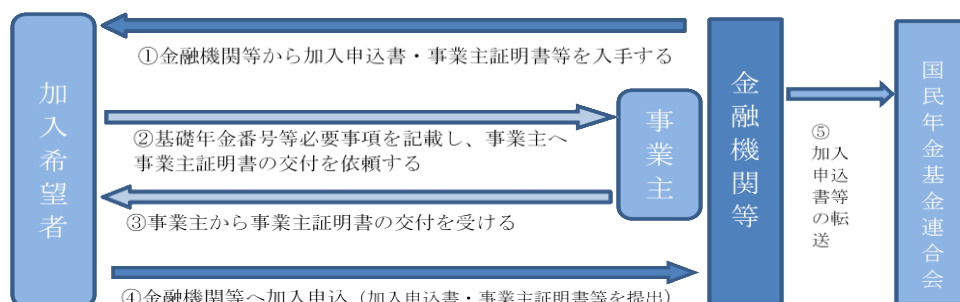 加入希望者
①金融機関等から加入申込書・事業主証明書等を入手する
②基礎年金番号等必要事項を記載し、事業主へ
事業主証明書の交付を依頼する
③事業主から事業主証明書の交付を受ける
④金融機関等へ加入申込（加入申込書・事業主証明書等を提出）
事業主
金融機関等
⑤
加入
申込
書等
の転
送
国民年金基金連合会